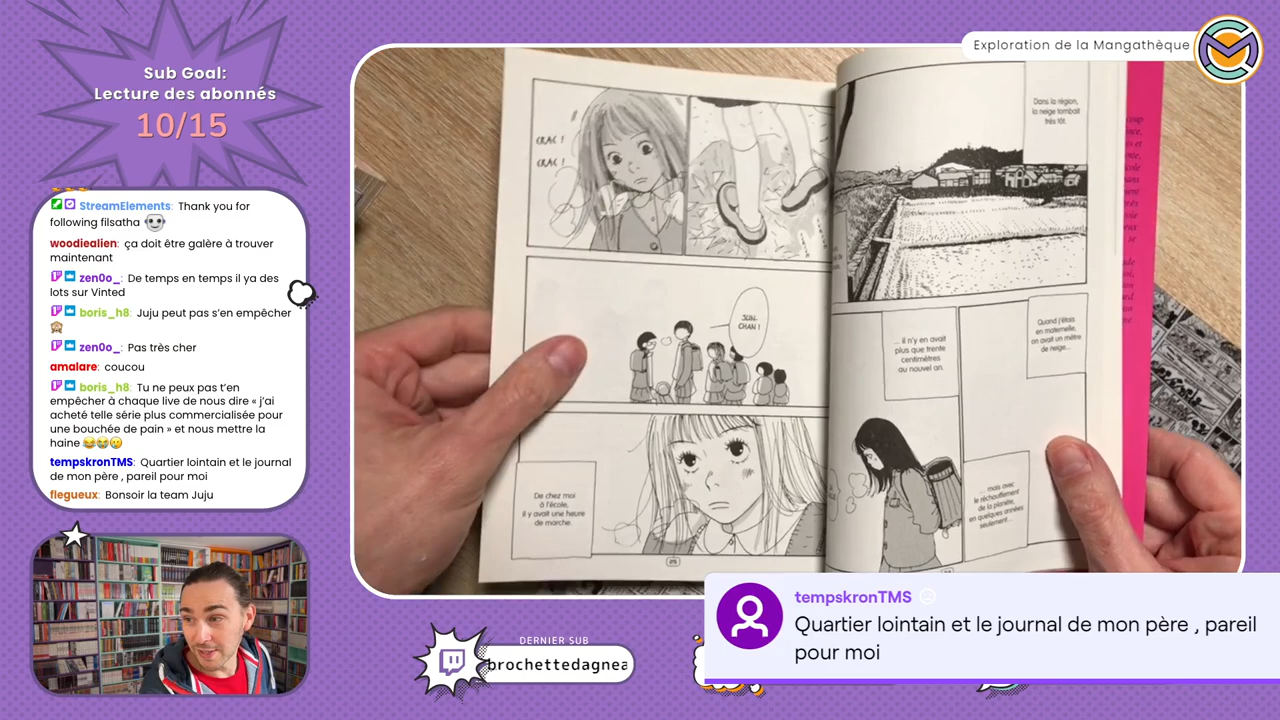 Sub Goal:
Lecture des abonnés
10/15
StreamElements: Thank you for
following filsatha
woodiealien: ça doit être galère à trouver
maintenant
zen0o_: De temps en temps il ya des
lots sur Vinted
boris_h8: Juju peut pas s'en empêcher
zen0o_: Pas très cher
amalare: coucou
boris_h8: Tu ne peux pas t'en
empêcher à chaque live de nous dire « j'ai
acheté telle série plus commercialisée pour
une bouchée de pain » et nous mettre la
haine
tempskronTMS: Quartier lointain et le journal
de mon père , pareil pour moi
flegueux: Bonsoir la team Juju
Exploration de la Mangathèque
CRAC !
CRAC !
JUN-
CHAN !
De chez moi
à l'école,
il y avait une heure
de marche.
Dans la région,
la neige tombait
très tôt.
Quand j'étais
en maternelle,
on avait un mètre
de neige...
... il n'y en avait
plus que trente
centimètres
au nouvel an.
... mais avec
le réchauffement
de la planète,
en quelques années
seulement...
DERNIER SUB
brochettedagnea
tempskronTMS
Quartier lointain et le journal de mon père , pareil
pour moi